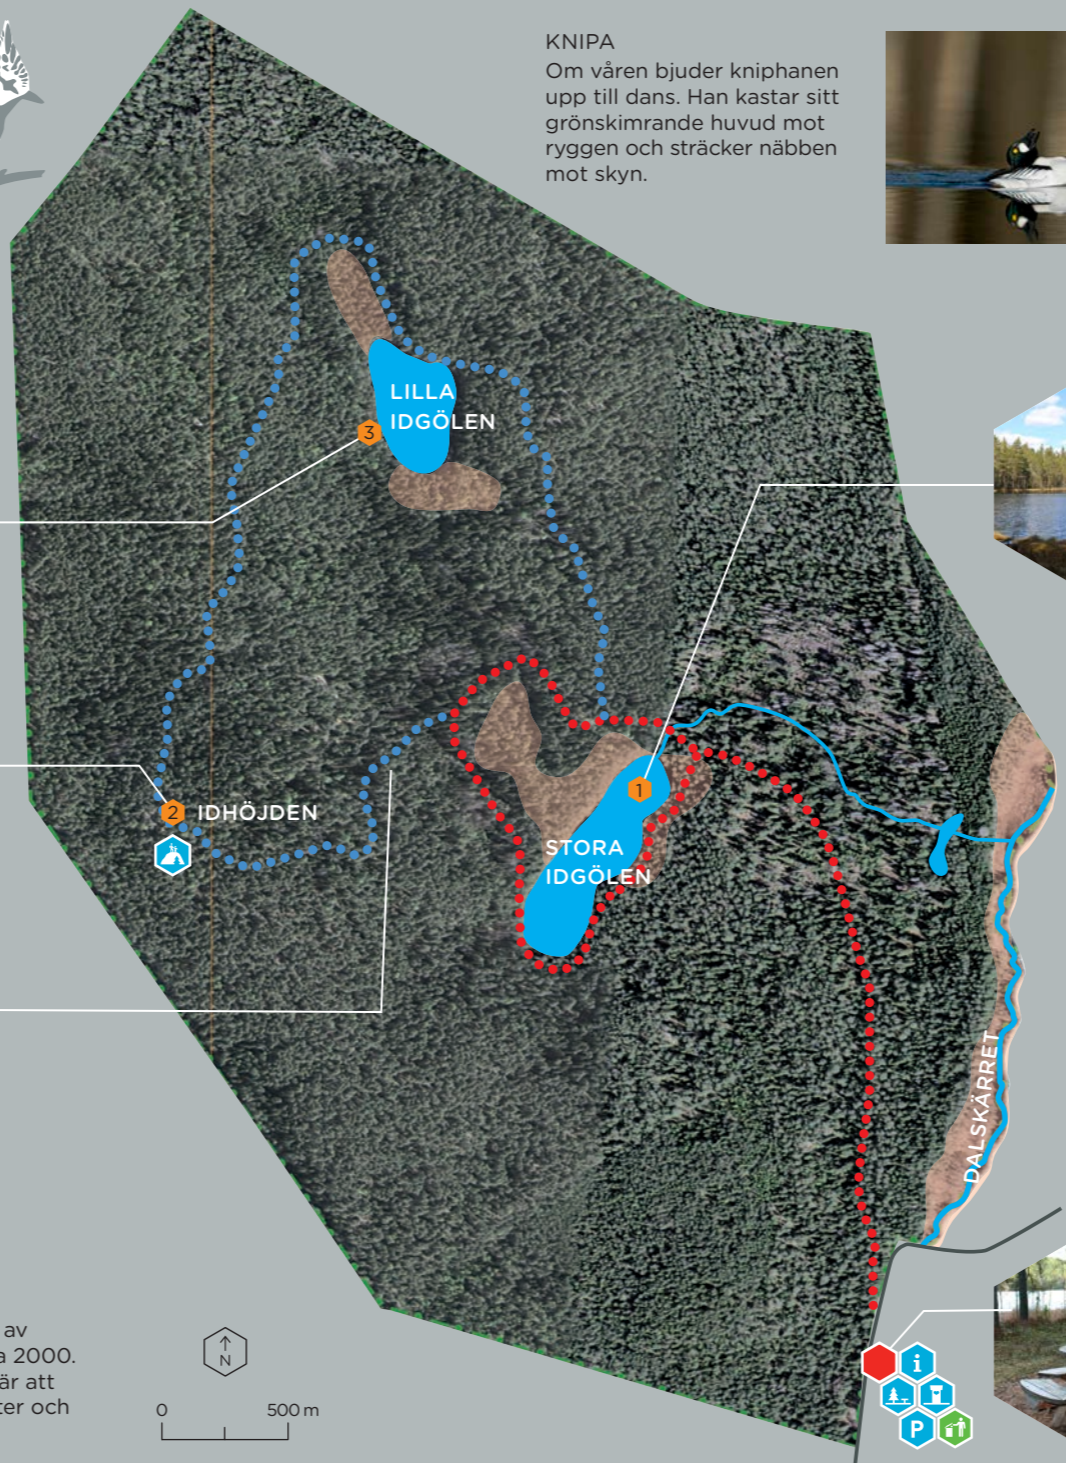 KNIPA
Om våren bjuder kniphanen
upp till dans. Han kastar sitt
grönskimrande huvud mot
ryggen och sträcker näbben
mot skyn.
LILLA
IDGÖLEN
3
1
2 IDHÖJDEN
STORA
IDGÖLEN
DALSKÄRRET
av
2000.
är att
och
N
0 500 m
i
P